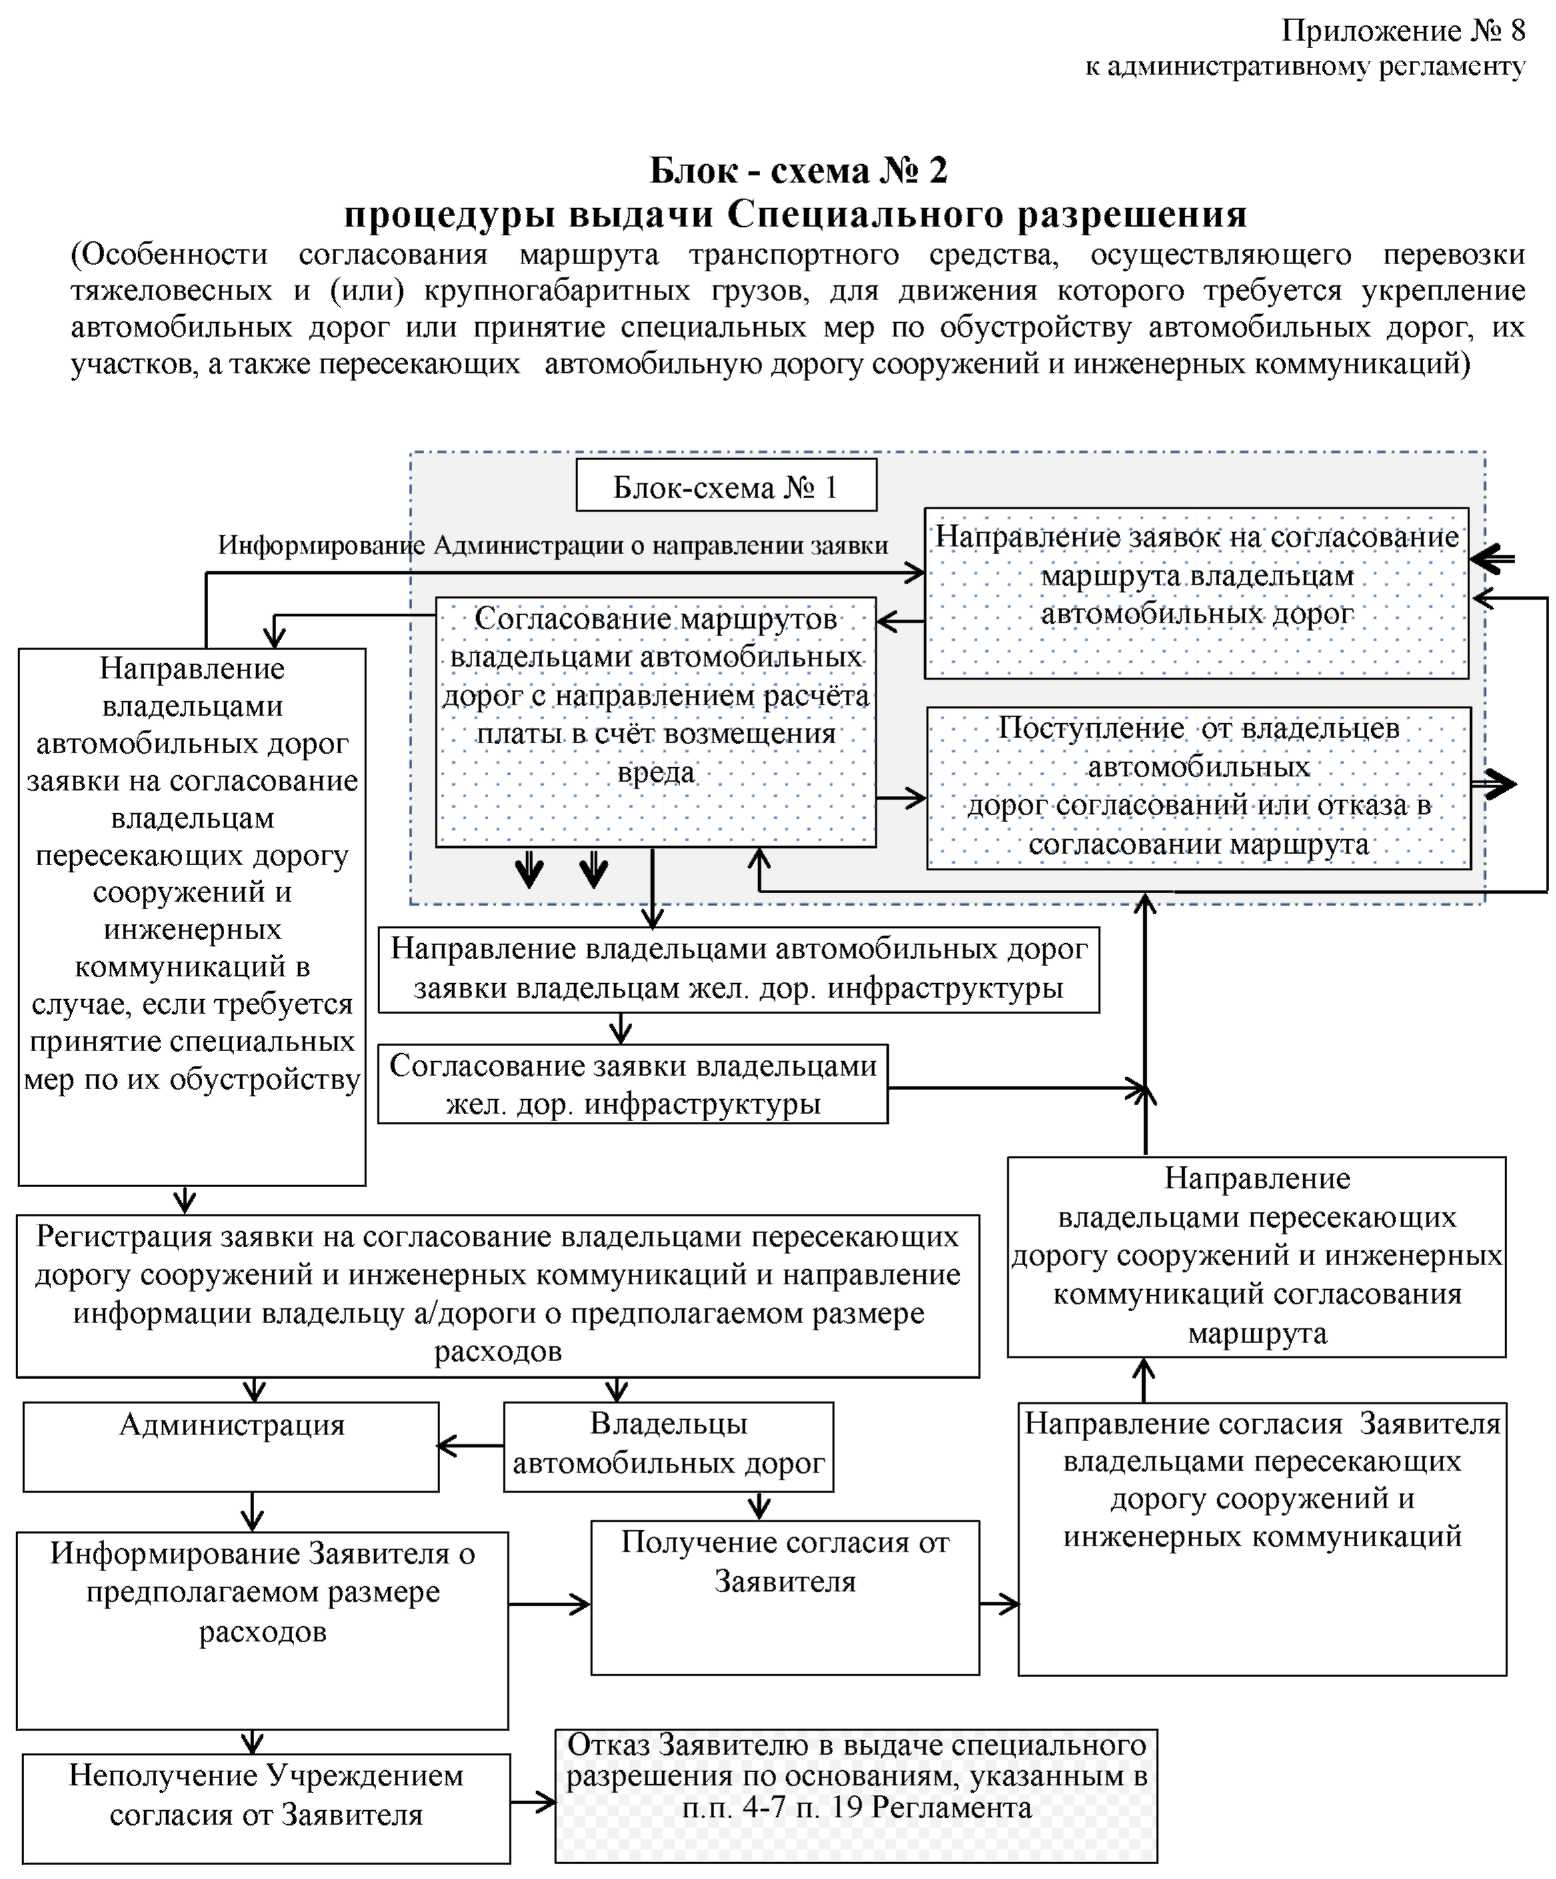 Приложение № 8
к административному регламенту
Блок - схема № 2
процедуры выдачи Специального разрешения
(Особенности согласования маршрута транспортного средства, осуществляющего перевозки
тяжеловесных и (или) крупногабаритных грузов, для движения которого требуется укрепление
автомобильных дорог или принятие специальных мер по обустройству автомобильных дорог, их
участков, а также пересекающих автомобильную дорогу сооружений и инженерных коммуникаций)
Блок-схема № 1
Информирование Администрации о направлении заявки
Направление заявок на согласование
маршрута владельцам
автомобильных дорог
Согласование маршрутов
владельцами автомобильных
дорог с направлением расчёта
платы в счёт возмещения
вреда
Поступление от владельцев
автомобильных
дорог согласований или отказа в
согласовании маршрута
Направление
владельцами
автомобильных дорог
заявки на согласование
владельцам
пересекающих дорогу
сооружений и
инженерных
коммуникаций в
случае, если требуется
принятие специальных
мер по их обустройству
Направление владельцами автомобильных дорог
заявки владельцам жел. дор. инфраструктуры
Согласование заявки владельцами
жел. дор. инфраструктуры
Направление
владельцами пересекающих
дорогу сооружений и инженерных
коммуникаций согласования
маршрута
Регистрация заявки на согласование владельцами пересекающих
дорогу сооружений и инженерных коммуникаций и направление
информации владельцу а/дороги о предполагаемом размере
расходов
Администрация
Владельцы
автомобильных дорог
Направление согласия Заявителя
владельцами пересекающих
дорогу сооружений и
инженерных коммуникаций
Информирование Заявителя о
предполагаемом размере
расходов
Получение согласия от
Заявителя
Неполучение Учреждением
согласия от Заявителя
Отказ Заявителю в выдаче специального
разрешения по основаниям, указанным в
п.п. 4-7 п. 19 Регламента